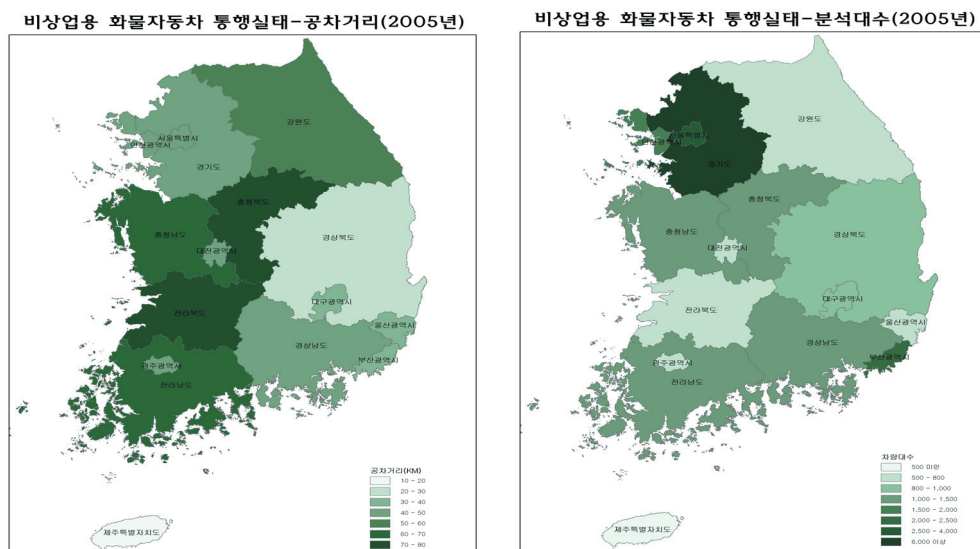 비상업용 화물자동차 통행실태-공차거리(2005년)
강원도
서울특별시
인천광역시
경기도
충청북도
충청남도
대전광역시
경상북도
대구광역시
전라북도
울산광역시
경상남도
부산광역시
광주광역시
전라남도
제주특별자치도
공차거리(KM)
10 - 20
20 - 30
30 - 40
40 - 50
50 - 60
60 - 70
70 - 80
비상업용 화물자동차 통행실태-분석대수(2005년)
강원도
서울특별시
인천광역시
경기도
충청북도
충청남도
대전광역시
경상북도
대구광역시
전라북도
울산광역시
경상남도
부산광역시
광주광역시
전라남도
제주특별자치도
차량대수
500 미만
500 - 800
800 - 1,000
1,000 - 1,500
1,500 - 2,000
2,000 - 2,500
2,500 - 4,000
6,000 이상